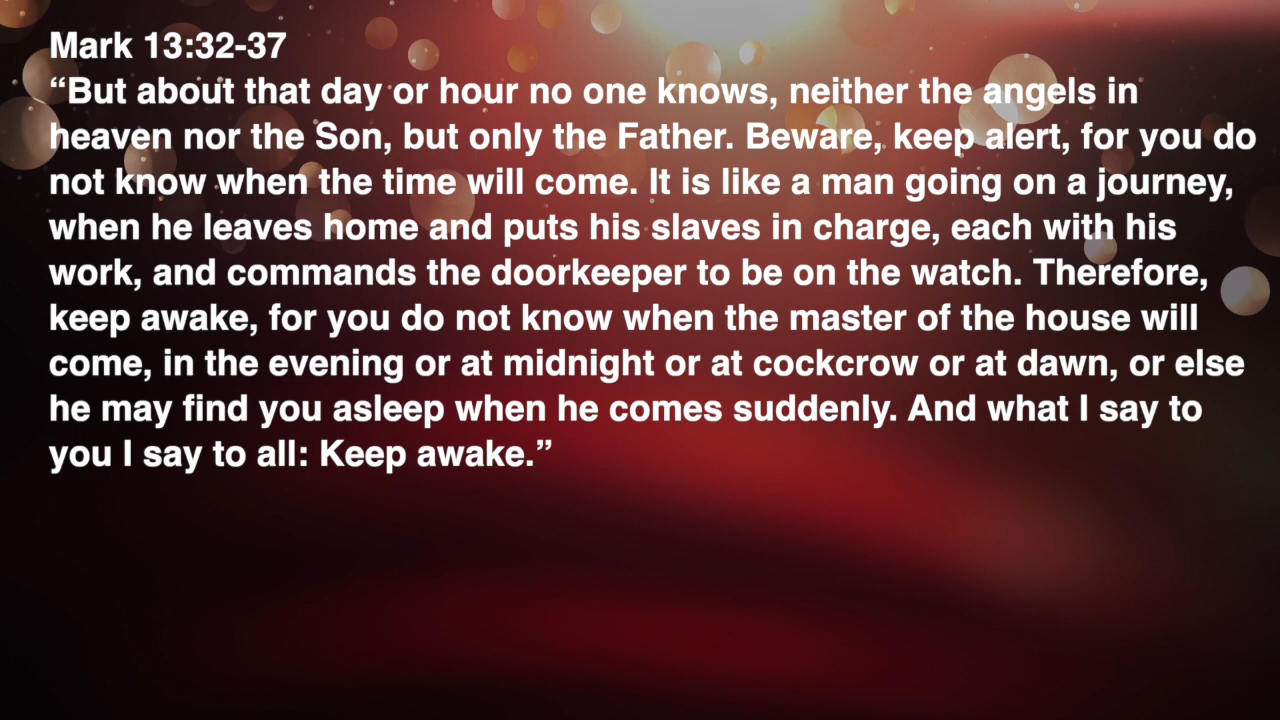 Mark 13:32-37
“But about that day or hour no one knows, neither the angels in
heaven nor the Son, but only the Father. Beware, keep alert, for you do
not know when the time will come. It is like a man going on a journey,
when he leaves home and puts his slaves in charge, each with his
work, and commands the doorkeeper to be on the watch. Therefore,
keep awake, for you do not know when the master of the house will
come, in the evening or at midnight or at cockcrow or at dawn, or else
he may find you asleep when he comes suddenly. And what I say to
you I say to all: Keep awake.”